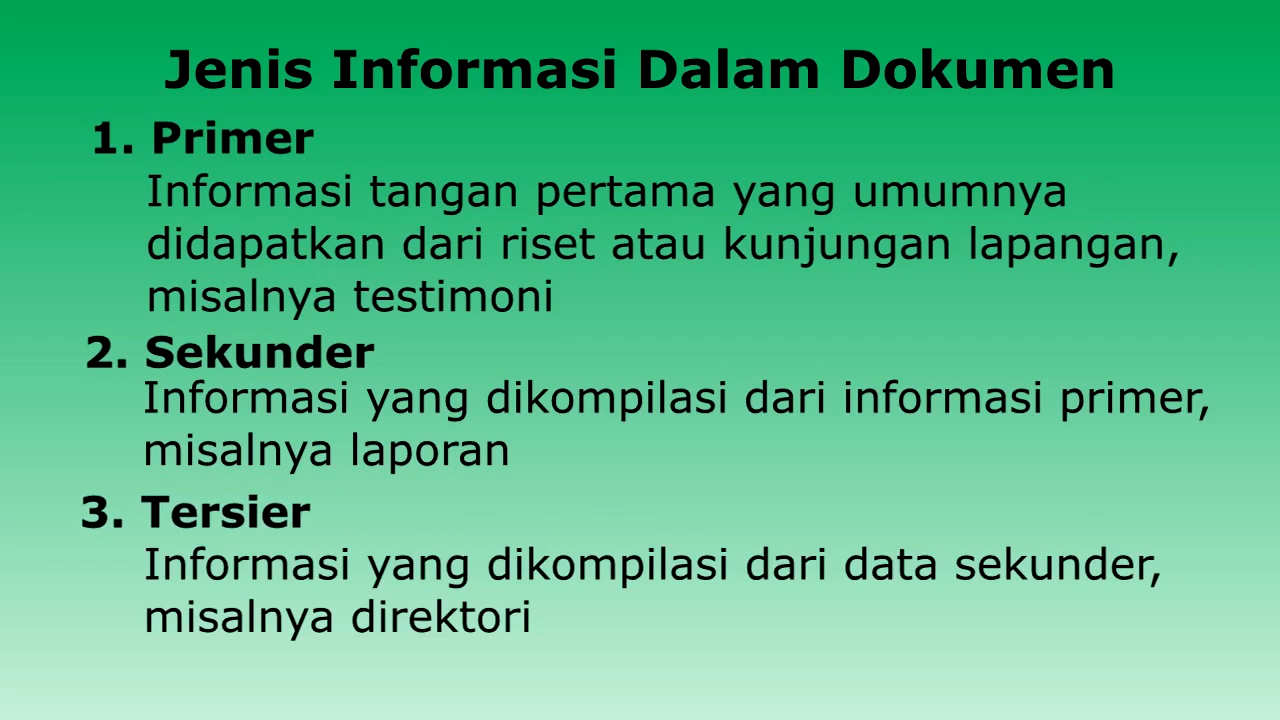 Jenis Informasi Dalam Dokumen
1. Primer
Informasi tangan pertama yang umumnya
didapatkan dari riset atau kunjungan lapangan,
misalnya testimoni
2. Sekunder
Informasi yang dikompilasi dari informasi primer,
misalnya laporan
3. Tersier
Informasi yang dikompilasi dari data sekunder,
misalnya direktori